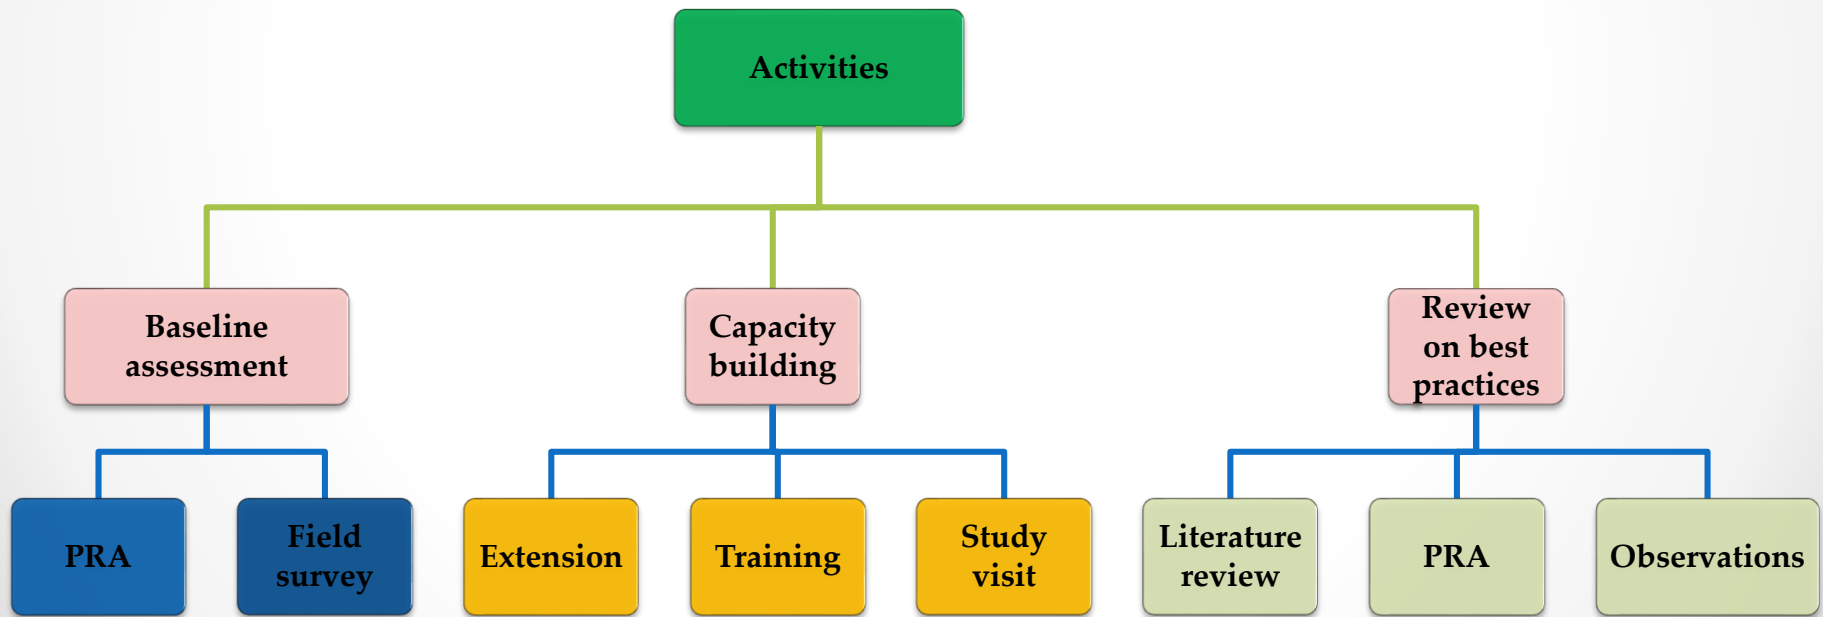 Activities
Baseline
assessment
Capacity
building
Review
on best
practices
PRA
Field
survey
Extension
Training
Study
visit
Literature
review
PRA
Observations